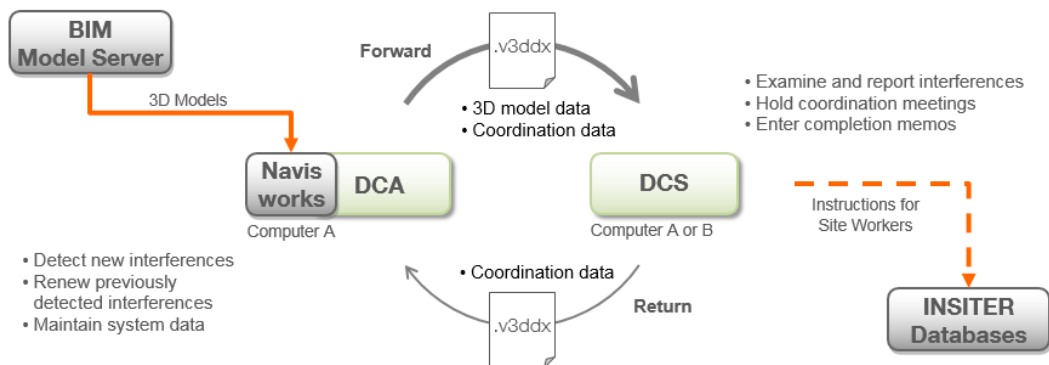 BIM
Model Server
3D Models
Forward
.v3ddx
• 3D model data
• Coordination data
• Examine and report interferences
• Hold coordination meetings
• Enter completion memos
Navis
works
DCA
Computer A
DCS
Computer A or B
Instructions for
Site Workers
• Detect new interferences
• Renew previously
detected interferences
• Maintain system data
• Coordination data
.v3ddx
Return
INSITER
Databases